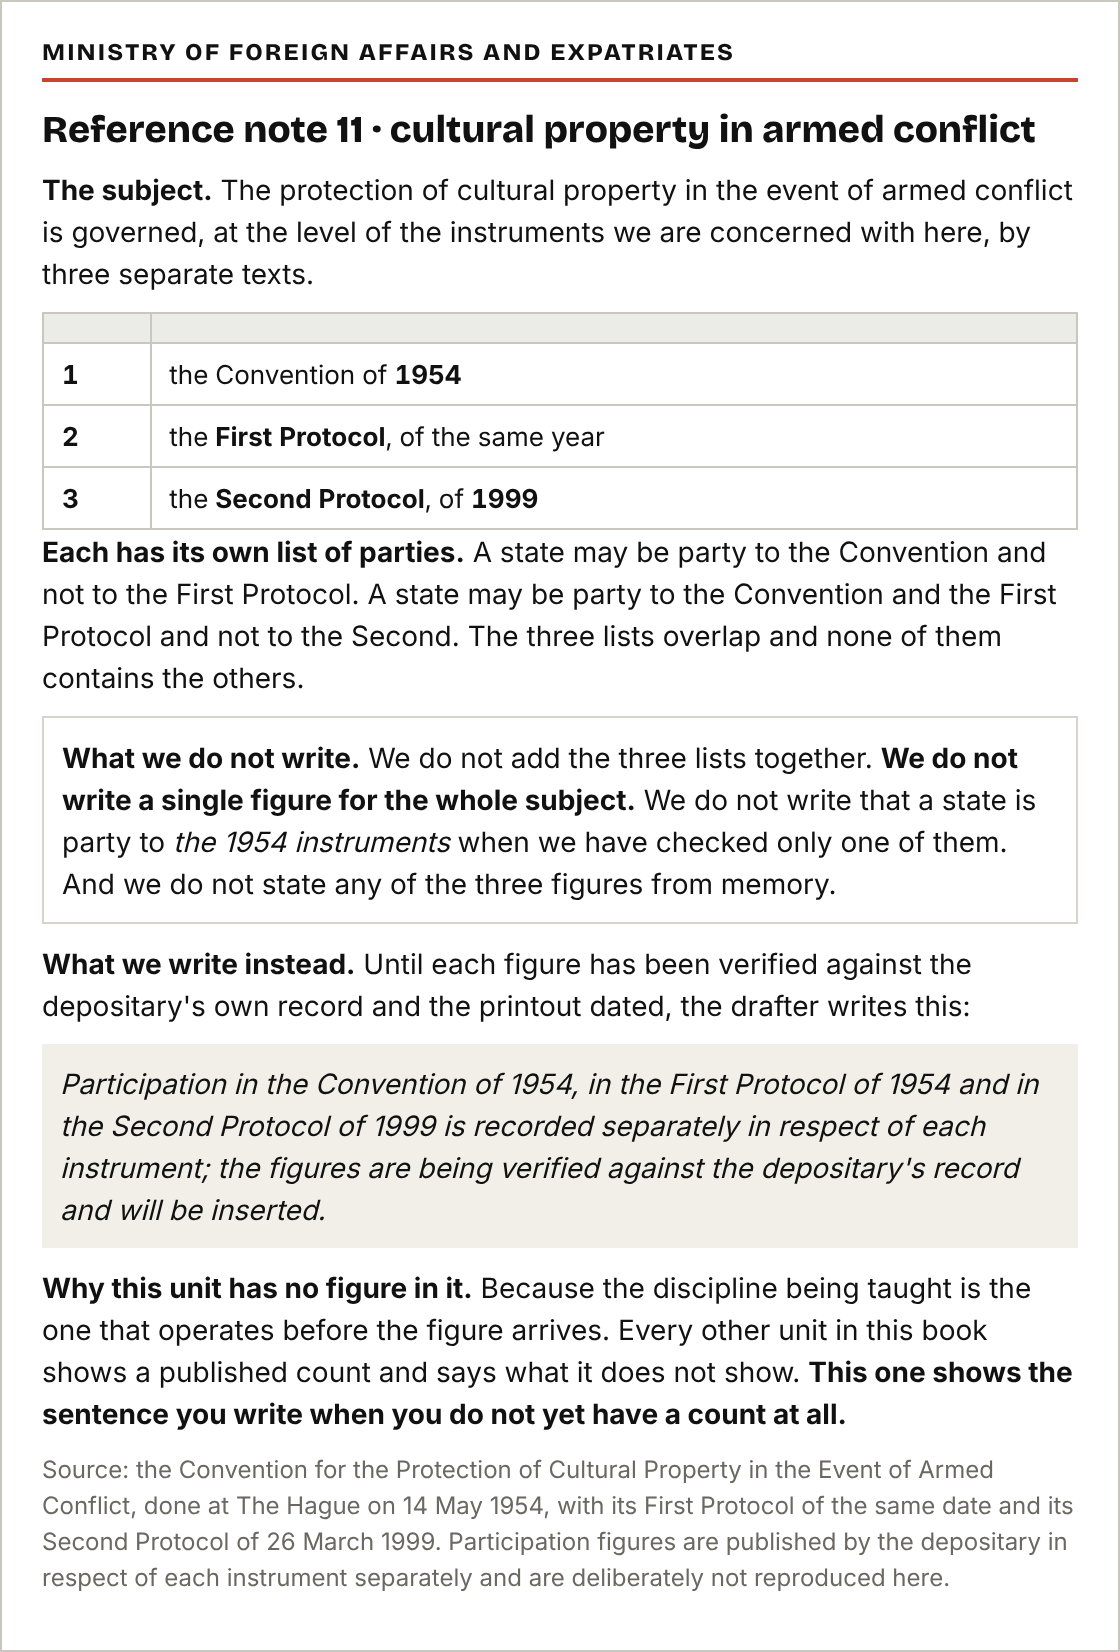 MINISTRY OF FOREIGN AFFAIRS AND EXPATRIATES
Reference note 11 · cultural property in armed conflict
The subject. The protection of cultural property in the event of armed conflict
is governed, at the level of the instruments we are concerned with here, by
three separate texts.
1 the Convention of 1954
2 the First Protocol, of the same year
3 the Second Protocol, of 1999
Each has its own list of parties. A state may be party to the Convention and
not to the First Protocol. A state may be party to the Convention and the First
Protocol and not to the Second. The three lists overlap and none of them
contains the others.
What we do not write. We do not add the three lists together. We do not
write a single figure for the whole subject. We do not write that a state is
party to the 1954 instruments when we have checked only one of them.
And we do not state any of the three figures from memory.
What we write instead. Until each figure has been verified against the
depositary's own record and the printout dated, the drafter writes this:
Participation in the Convention of 1954, in the First Protocol of 1954 and in
the Second Protocol of 1999 is recorded separately in respect of each
instrument; the figures are being verified against the depositary's record
and will be inserted.
Why this unit has no figure in it. Because the discipline being taught is the
one that operates before the figure arrives. Every other unit in this book
shows a published count and says what it does not show. This one shows the
sentence you write when you do not yet have a count at all.
Source: the Convention for the Protection of Cultural Property in the Event of Armed
Conflict, done at The Hague on 14 May 1954, with its First Protocol of the same date and its
Second Protocol of 26 March 1999. Participation figures are published by the depositary in
respect of each instrument separately and are deliberately not reproduced here.